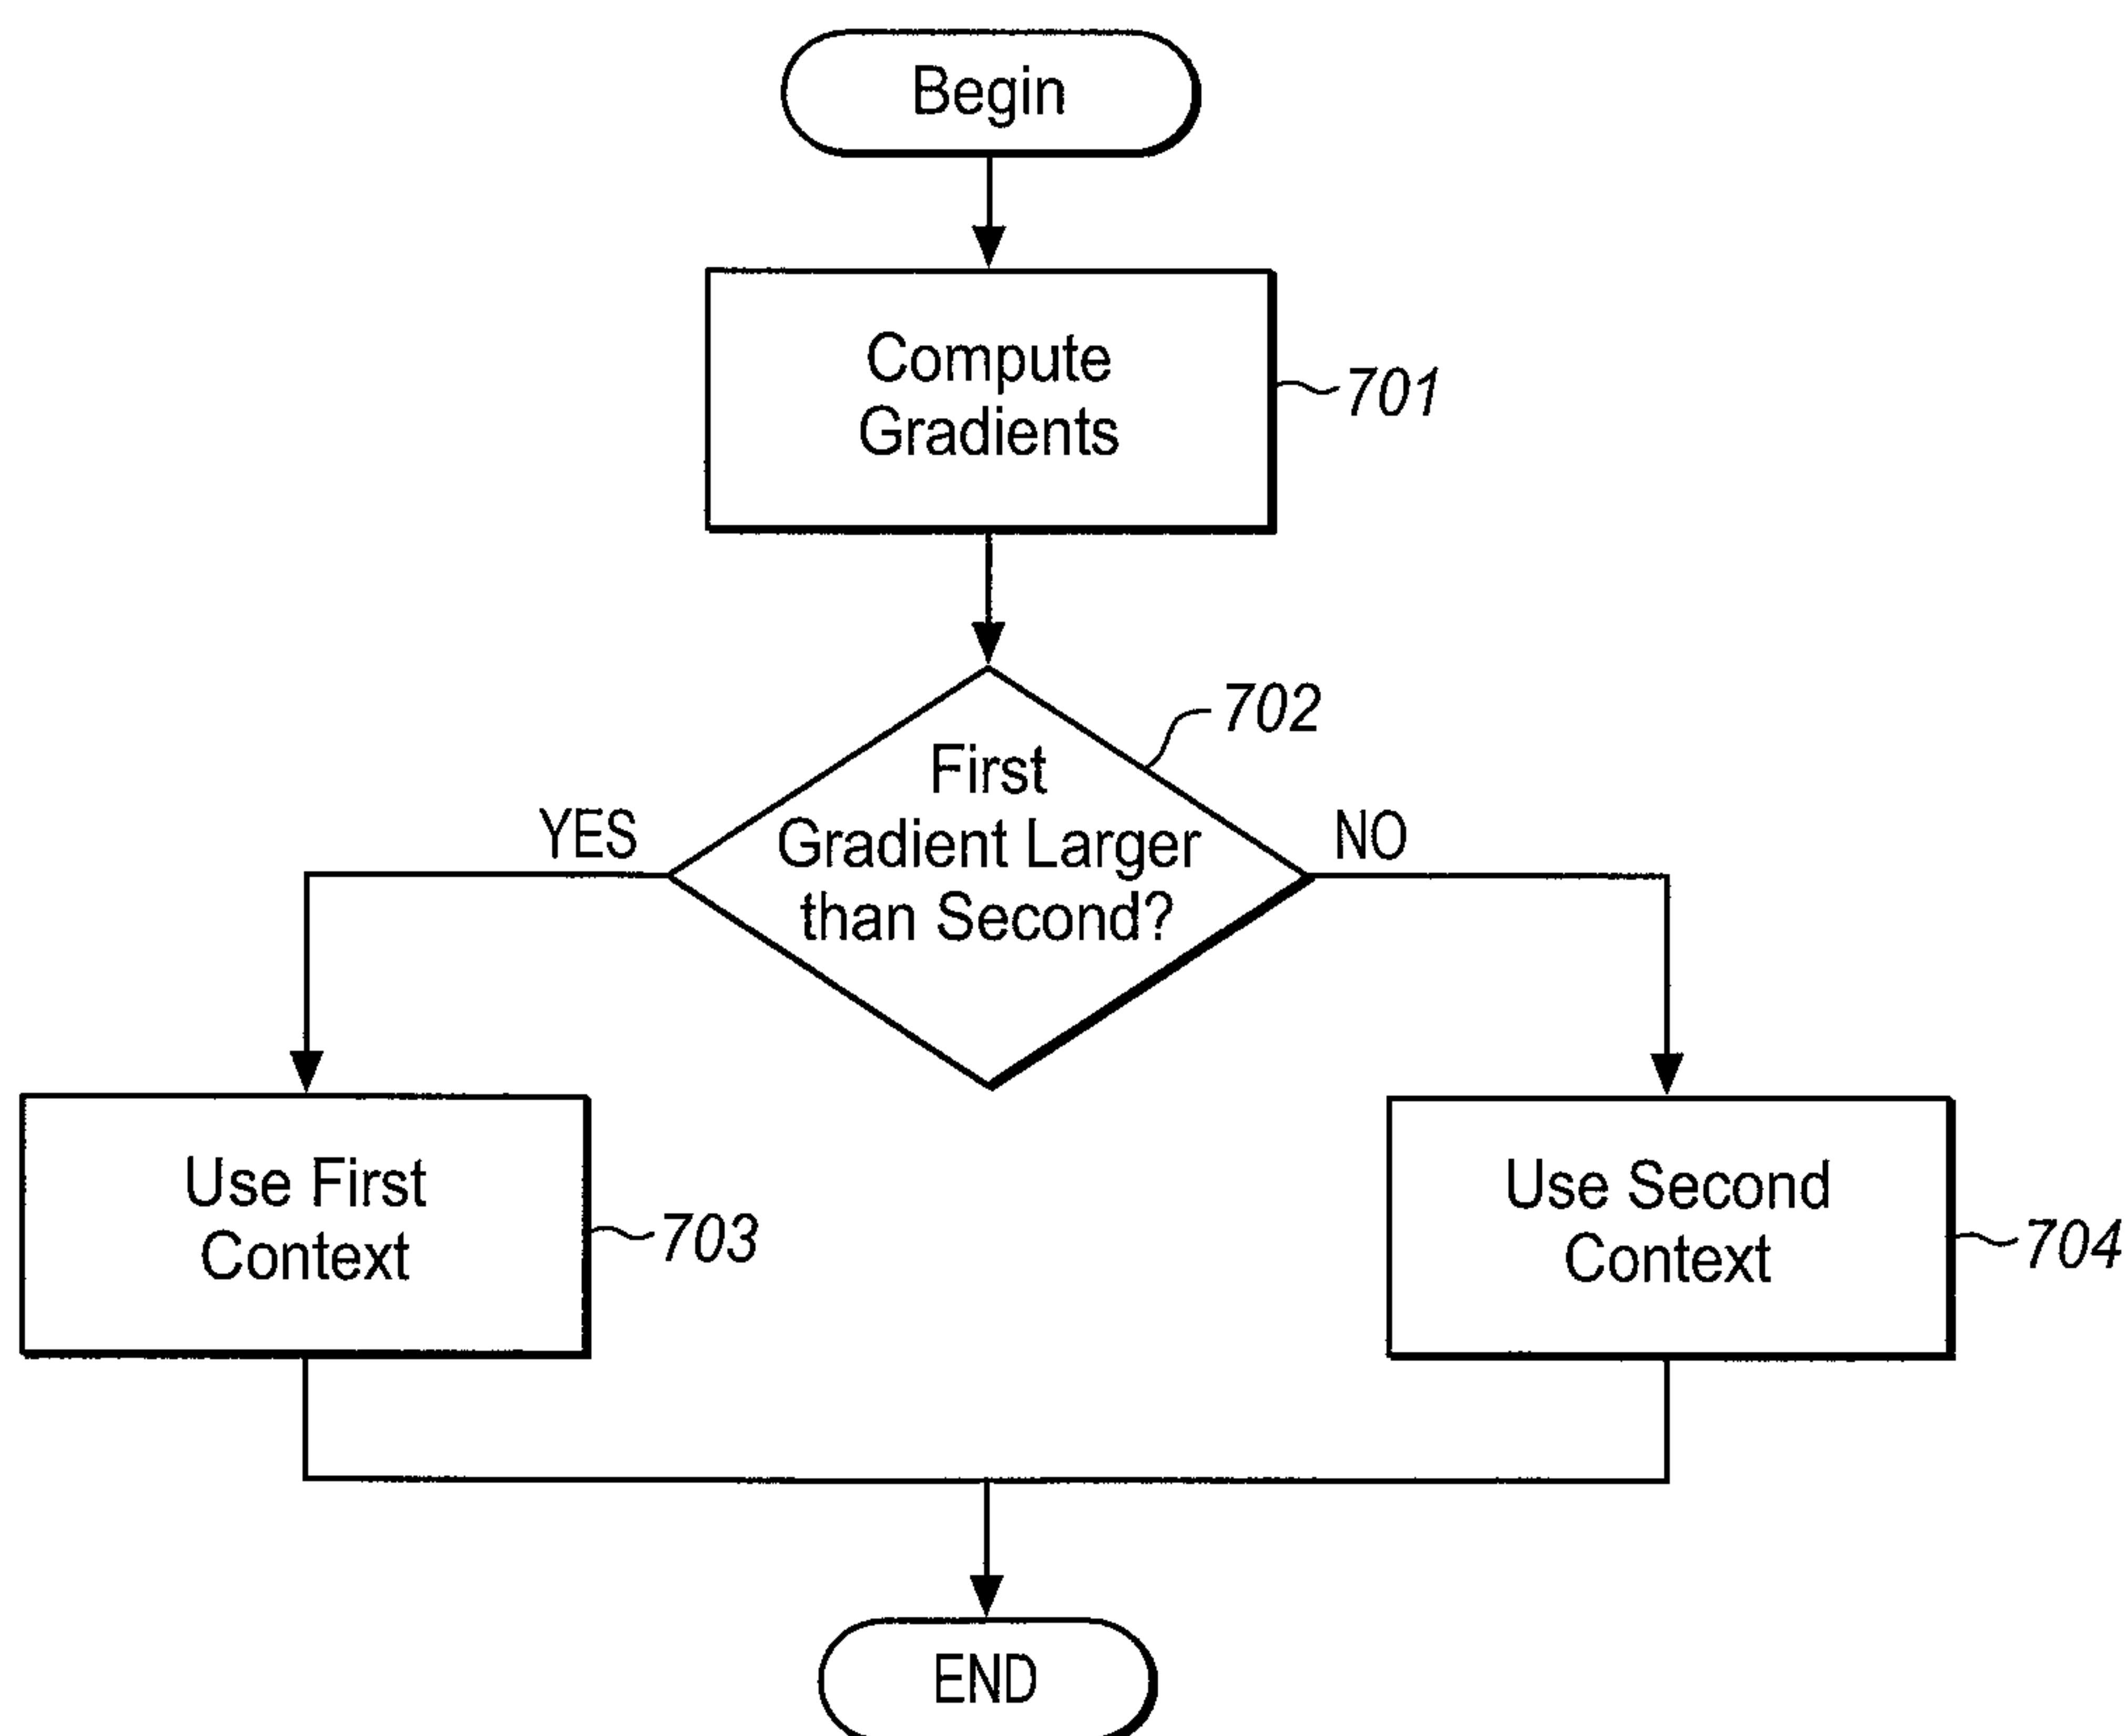 Begin
Compute
Gradients
701
702
First
Gradient Larger
than Second?
YES
NO
Use First
Context
703
Use Second
Context
704
END